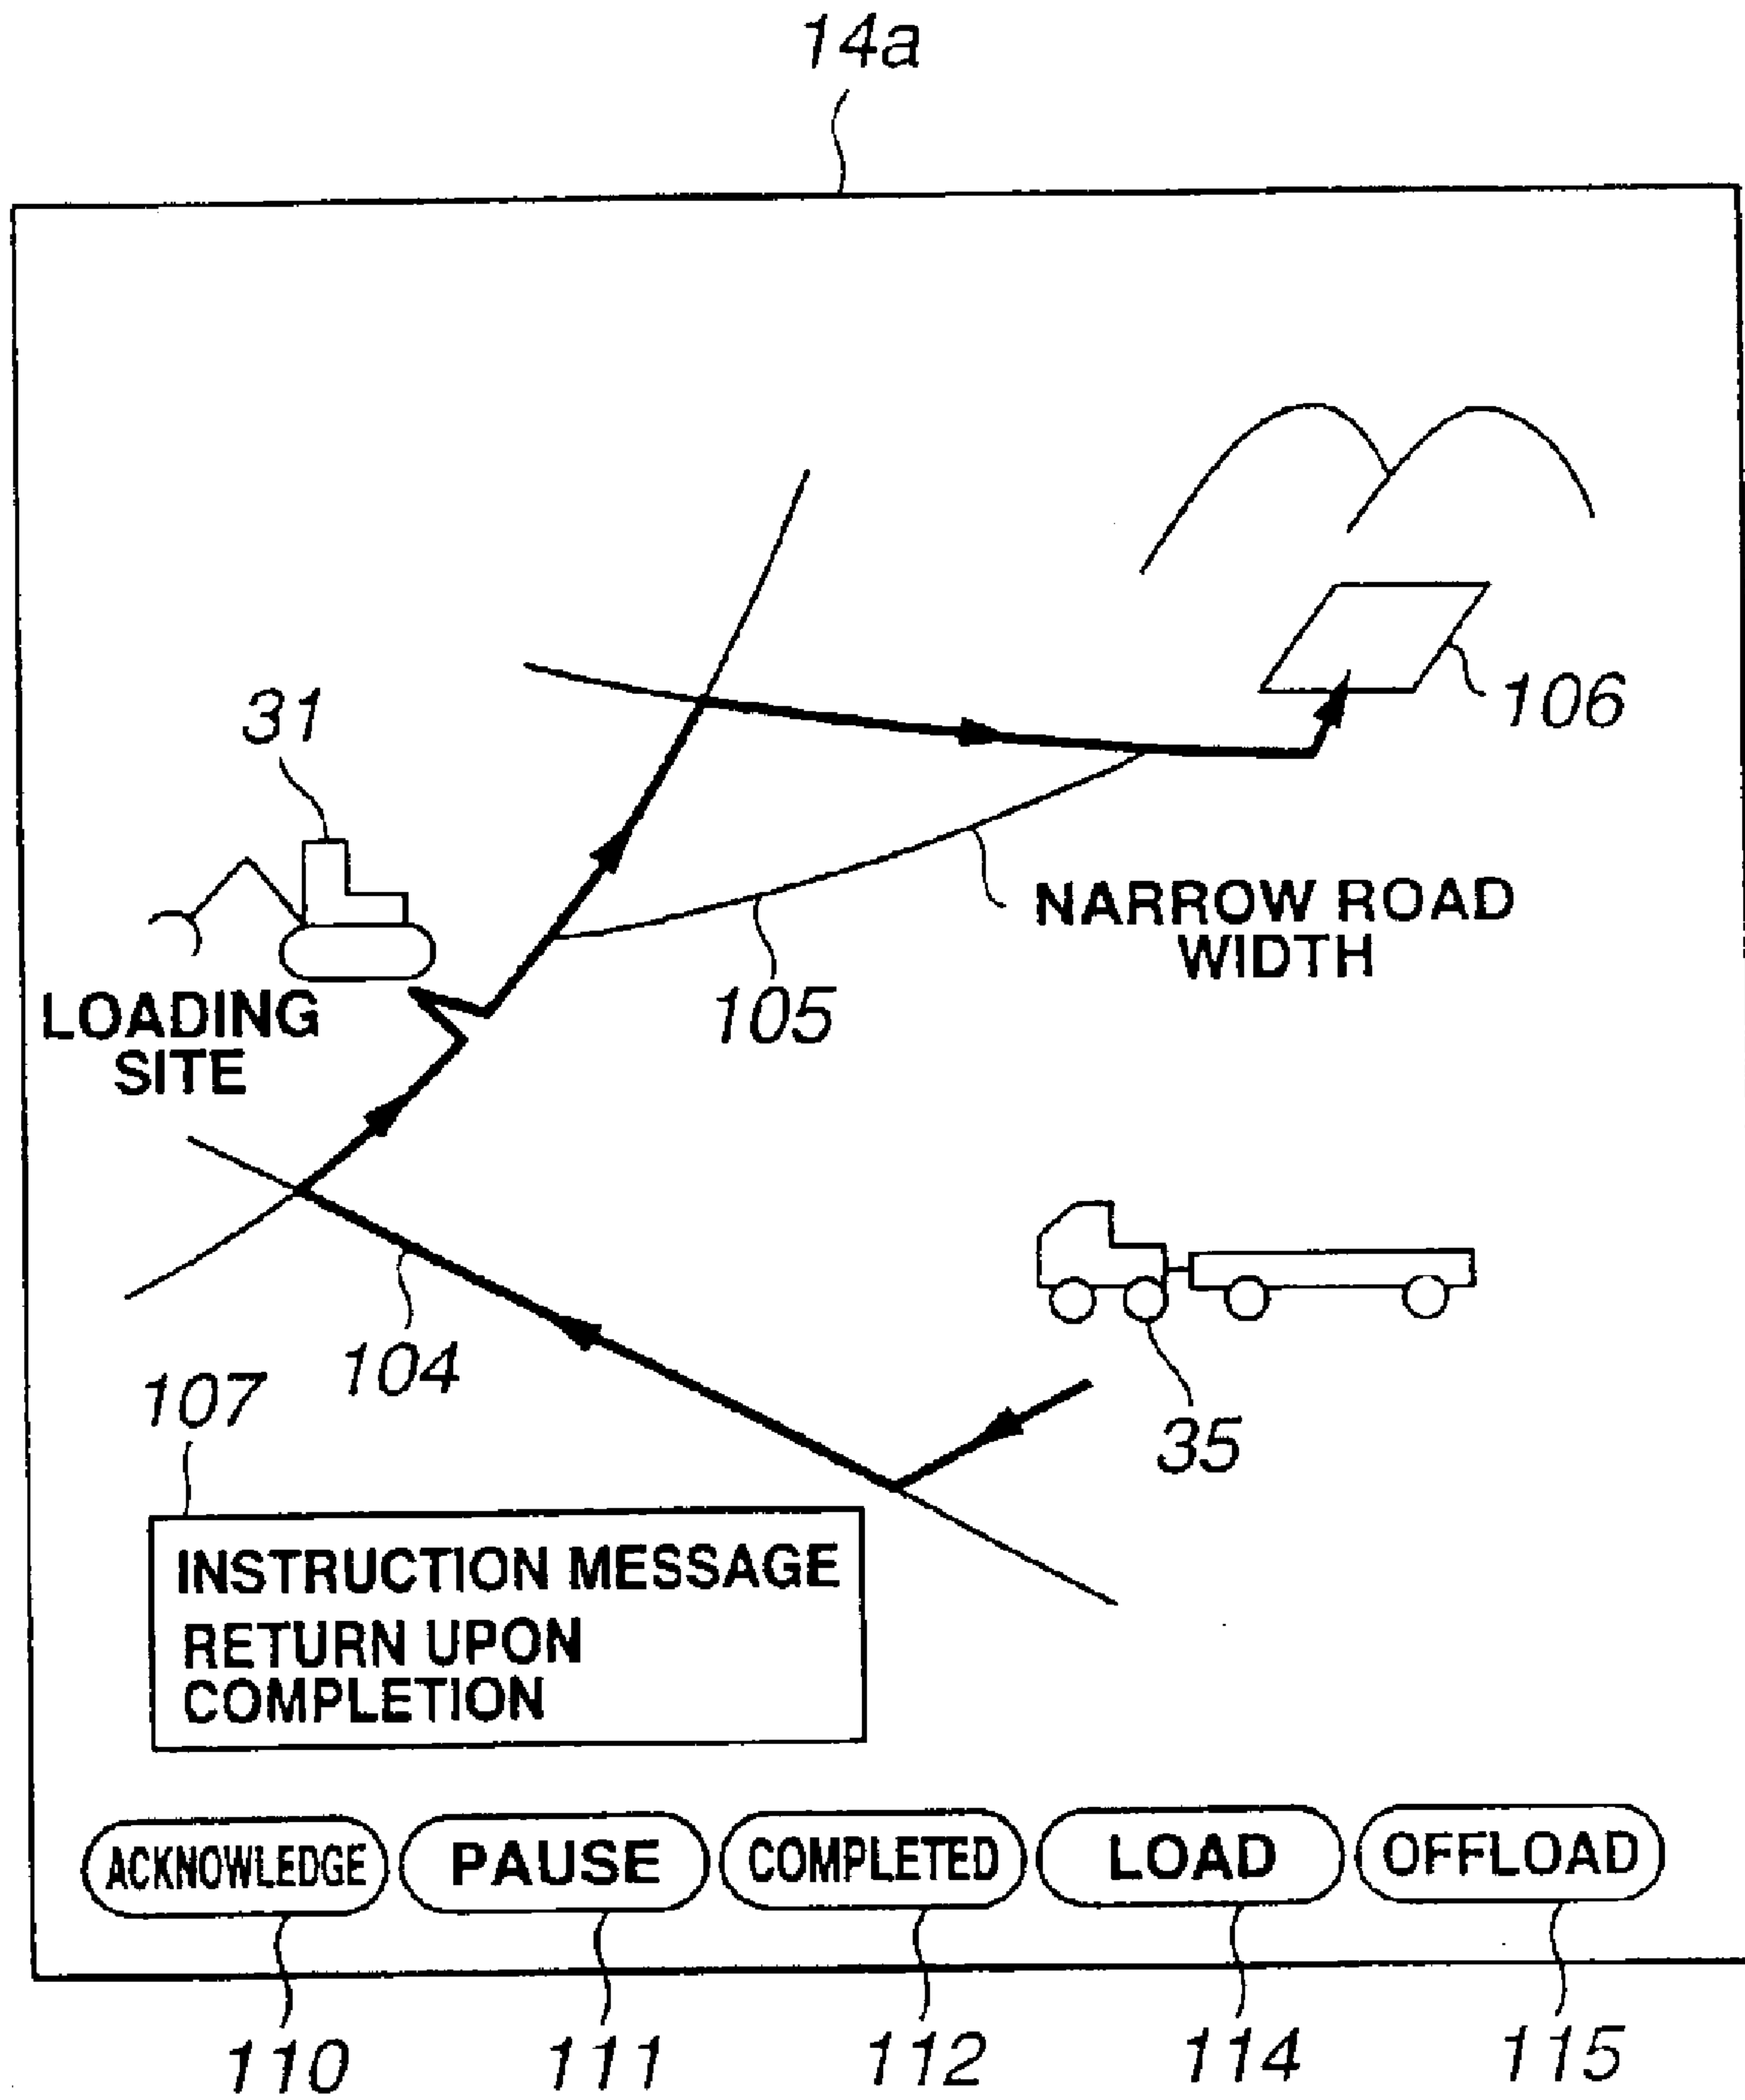 14a
106
31
NARROW ROAD
WIDTH
105
LOADING
SITE
104
35
107
INSTRUCTION MESSAGE
RETURN UPON
COMPLETION
ACKNOWLEDGE PAUSE COMPLETED LOAD OFFLOAD
110 111 112 114 115